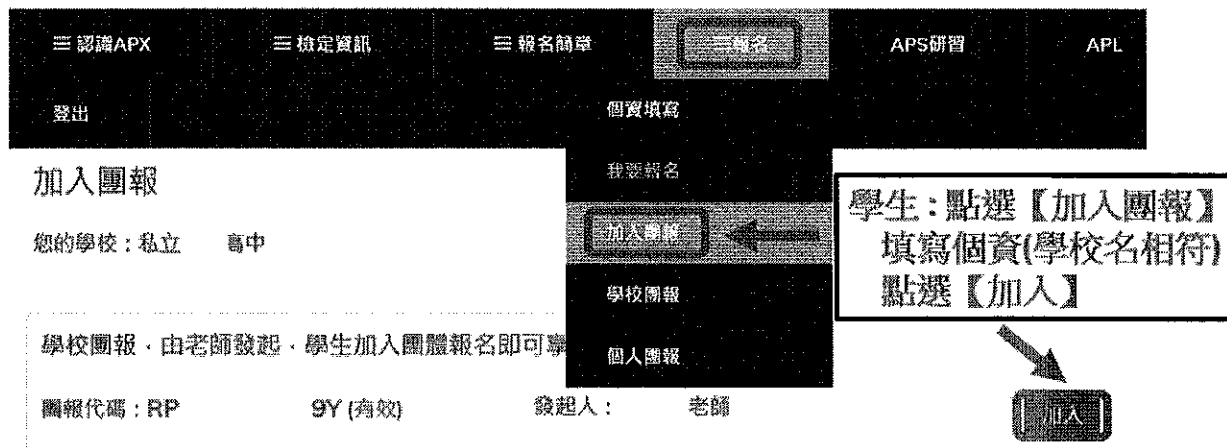 三 認識APX 三 檢定資訊 三 報名簡章 三報名 APS研習 APL
登出
個資填寫
我要報名
加入團報
學校團報
個人團報
加入團報
您的學校：私立 高中
學校團報，由老師發起，學生加入團體報名即可享
團報代碼：RP 9Y (有效) 發起人： 老師
學生：點選【加入團報】
填寫個資(學校名相符)
點選【加入】
加入